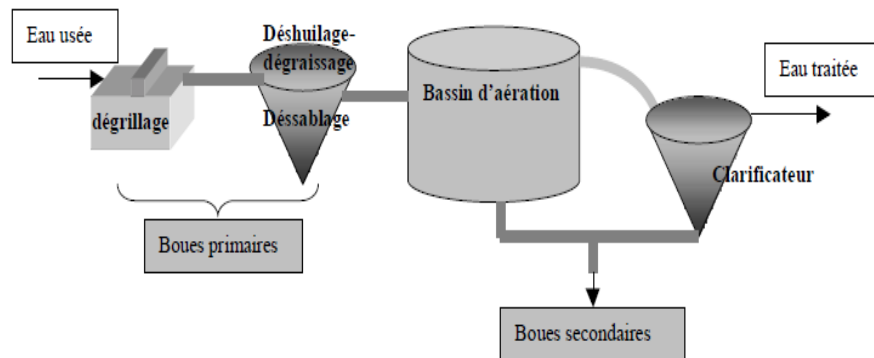 Eau usée
dégrillage
Déshuilage-
dégraissage
Déssablage
Bassin d'aération
Eau traitée
Clarificateur
Boues primaires
Boues secondaires